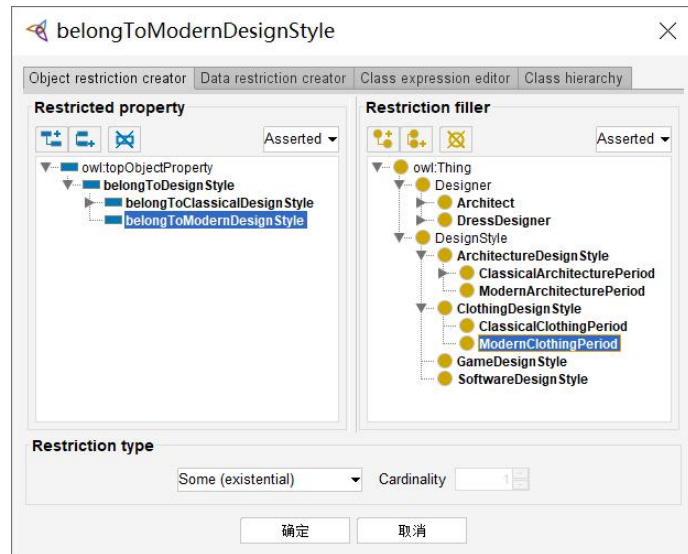 belongToModernDesignStyle
Object restriction creator Data restriction creator Class expression editor Class hierarchy
Restricted property
Asserted
owl:topObjectProperty
belongToDesignStyle
belongToClassicalDesignStyle
belongToModernDesignStyle
Restriction filler
Asserted
owl:Thing
Designer
Architect
DressDesigner
DesignStyle
ArchitectureDesignStyle
ClassicalArchitecturePeriod
ModernArchitecturePeriod
ClothingDesignStyle
ClassicalClothingPeriod
ModernClothingPeriod
GameDesignStyle
SoftwareDesignStyle
Restriction type
Some (existential) Cardinality 1
确定 取消